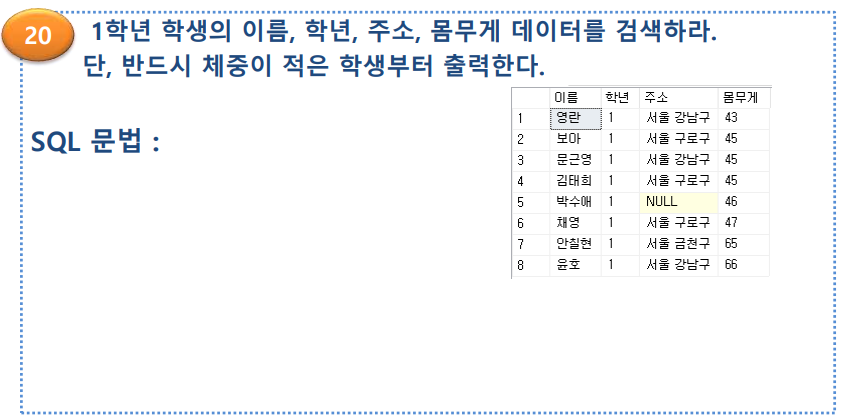 20
1학년 학생의 이름, 학년, 주소, 몸무게 데이터를 검색하라.
단, 반드시 체중이 적은 학생부터 출력한다.
SQL 문법 :
이름 학년 주소 몸무게
1 영란 1 서울 강남구 43
2 보아 1 서울 구로구 45
3 문근영 1 서울 강남구 45
4 김태희 1 서울 구로구 45
5 박수애 1 NULL 46
6 채영 1 서울 구로구 47
7 안칠현 1 서울 금천구 65
8 윤호 1 서울 강남구 66